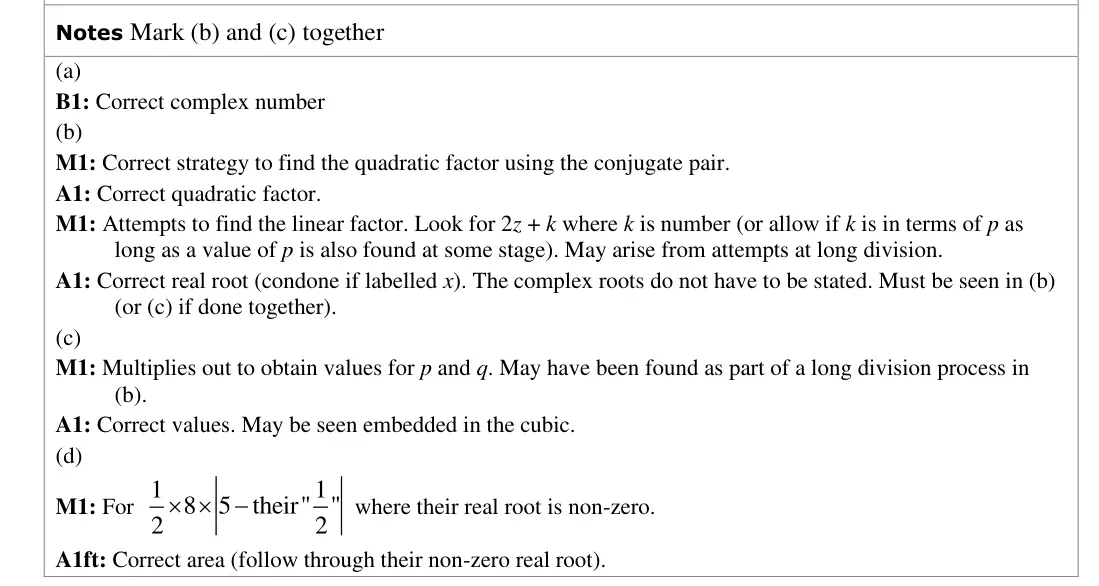 Notes Mark (b) and (c) together
(a)
B1: Correct complex number
(b)
M1: Correct strategy to find the quadratic factor using the conjugate pair.
A1: Correct quadratic factor.
M1: Attempts to find the linear factor. Look for 2z + k where k is number (or allow if k is in terms of p as
long as a value of p is also found at some stage). May arise from attempts at long division.
A1: Correct real root (condone if labelled x). The complex roots do not have to be stated. Must be seen in (b)
(or (c) if done together).
(c)
M1: Multiplies out to obtain values for p and q. May have been found as part of a long division process in
(b).
A1: Correct values. May be seen embedded in the cubic.
(d)
M1: For 1/2 × 8 × |5 − their "1/2"| where their real root is non-zero.
A1ft: Correct area (follow through their non-zero real root).